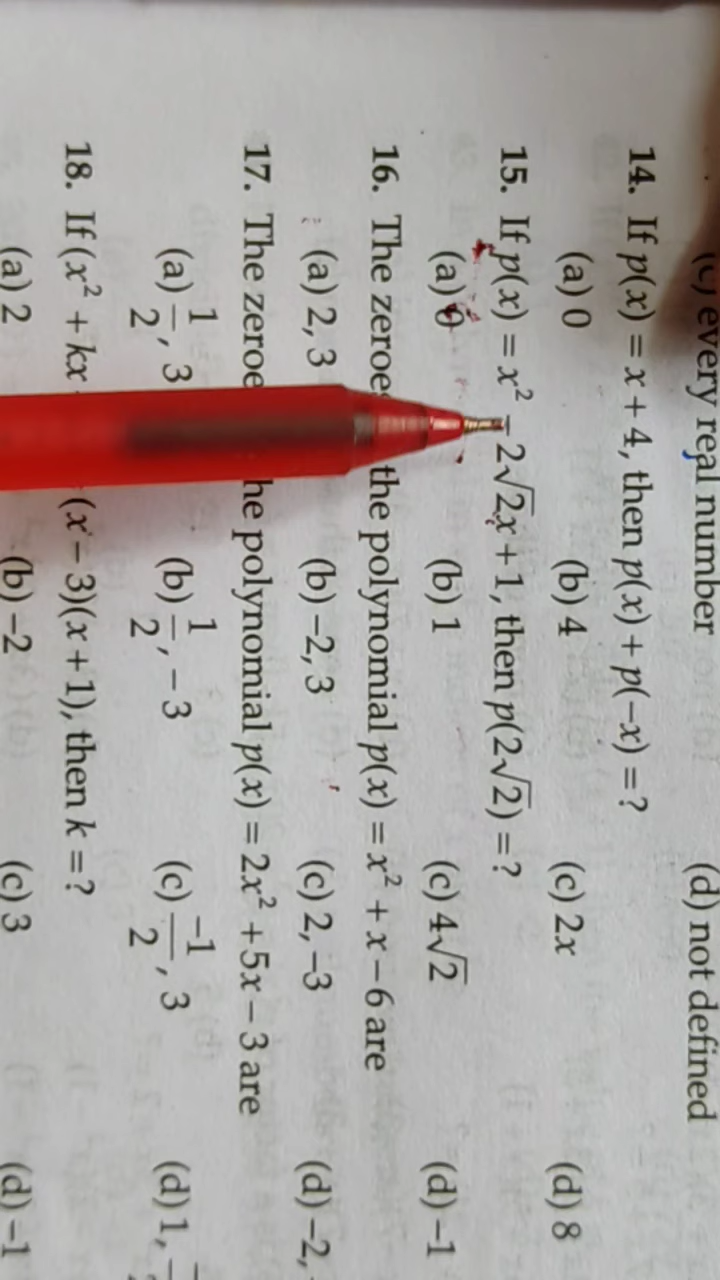 (c) every real number (d) not defined
14. If p(x) = x + 4, then p(x) + p(−x) = ?
(a) 0 (b) 4 (c) 2x (d) 8
15. If p(x) = x² − 2√2x + 1, then p(2√2) = ?
(a) 0 (b) 1 (c) 4√2 (d) −1
16. The zeroes the polynomial p(x) = x² + x − 6 are
(a) 2, 3 (b) −2, 3 (c) 2, −3 (d) −2,
17. The zeroe he polynomial p(x) = 2x² + 5x − 3 are
(a) 1/2, 3 (b) 1/2, −3 (c) −1/2, 3 (d) 1,
18. If (x² + kx (x − 3)(x + 1), then k = ?
(a) 2 (b) −2 (c) 3 (d) −1